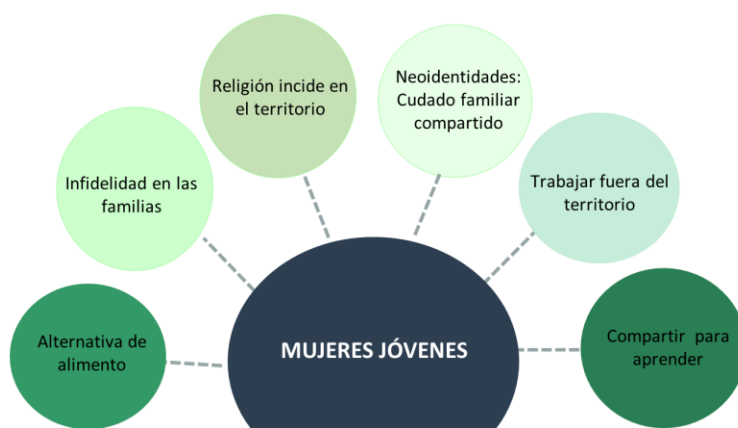 Religión incide en
el territorio
Neoidentidades:
Cudado familiar
compartido
Infidelidad en las
familias
Trabajar fuera del
territorio
Alternativa de
alimento
MUJERES JÓVENES
Compartir para
aprender